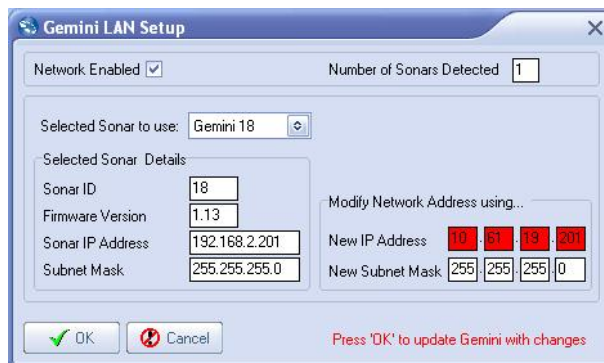 Gemini LAN Setup
Network Enabled
Number of Sonars Detected 1
Selected Sonar to use: Gemini 18
Selected Sonar Details
Sonar ID 18
Firmware Version 1.13
Sonar IP Address 192.168.2.201
Subnet Mask 255.255.255.0
Modify Network Address using...
New IP Address 10 . 61 . 19 . 201
New Subnet Mask 255 . 255 . 255 . 0
OK
Cancel
Press 'OK' to update Gemini with changes